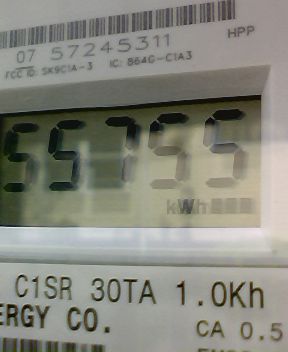 07 57245311
HPP
FCC ID: SK9C1A-3 IC: 864G-C1A3
55755
kWh
C1SR 30TA 1.0Kh
ERGY CO.
CA 0.5